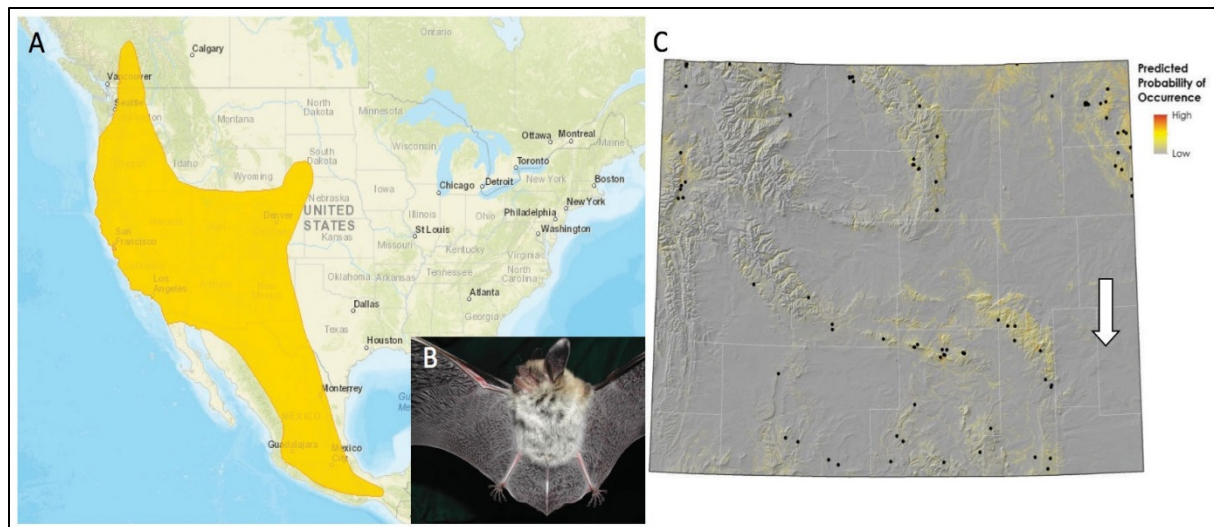 A
Calgary
Ontario
Vancouver
Seattle
North
Dakota
Minnesota
Montana
Ottawa
Montreal
Maine
South
Dakota
Wisconsin
Toronto
Idaho
Wyoming
Iowa
Chicago
Detroit
New York
Boston
Nebraska
UNITED
STATES
Denver
Illinois
Ohio
New York
Philadelphia
Washington
San
Francisco
Kansas
Missouri
St Louis
Kentucky
Virginia
Los
Angeles
Oklahoma
Arkansas
Tennessee
North
Carolina
Dallas
Atlanta
Georgia
Texas
Houston
Monterrey
MÉXICO
Guadalajara
Mexico
City
B
C
Predicted
Probability of
Occurrence
High
Low